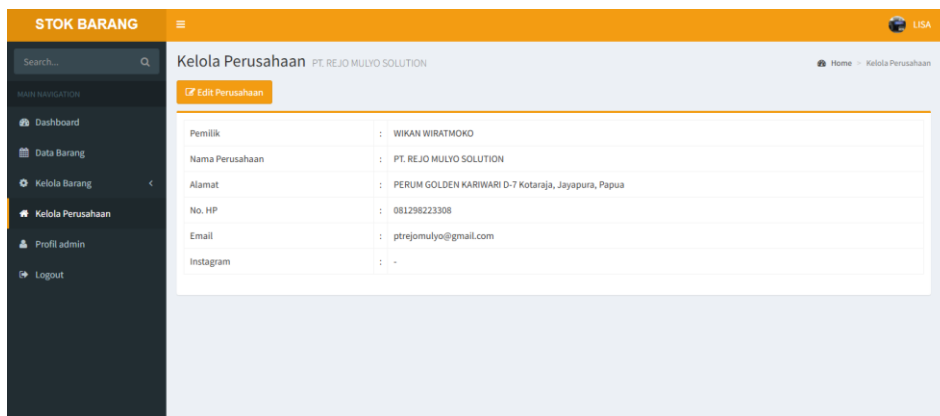 STOK BARANG
LISA
Search...
MAIN NAVIGATION
Dashboard
Data Barang
Kelola Barang
Kelola Perusahaan
Profil admin
Logout
Kelola Perusahaan PT. REJO MULYO SOLUTION
Home > Kelola Perusahaan
Edit Perusahaan
Pemilik : WIKAN WIRATMOKO
Nama Perusahaan : PT. REJO MULYO SOLUTION
Alamat : PERUM GOLDEN KARIWARI D-7 Kotaraja, Jayapura, Papua
No. HP : 081298223308
Email : ptrejomulyo@gmail.com
Instagram : -